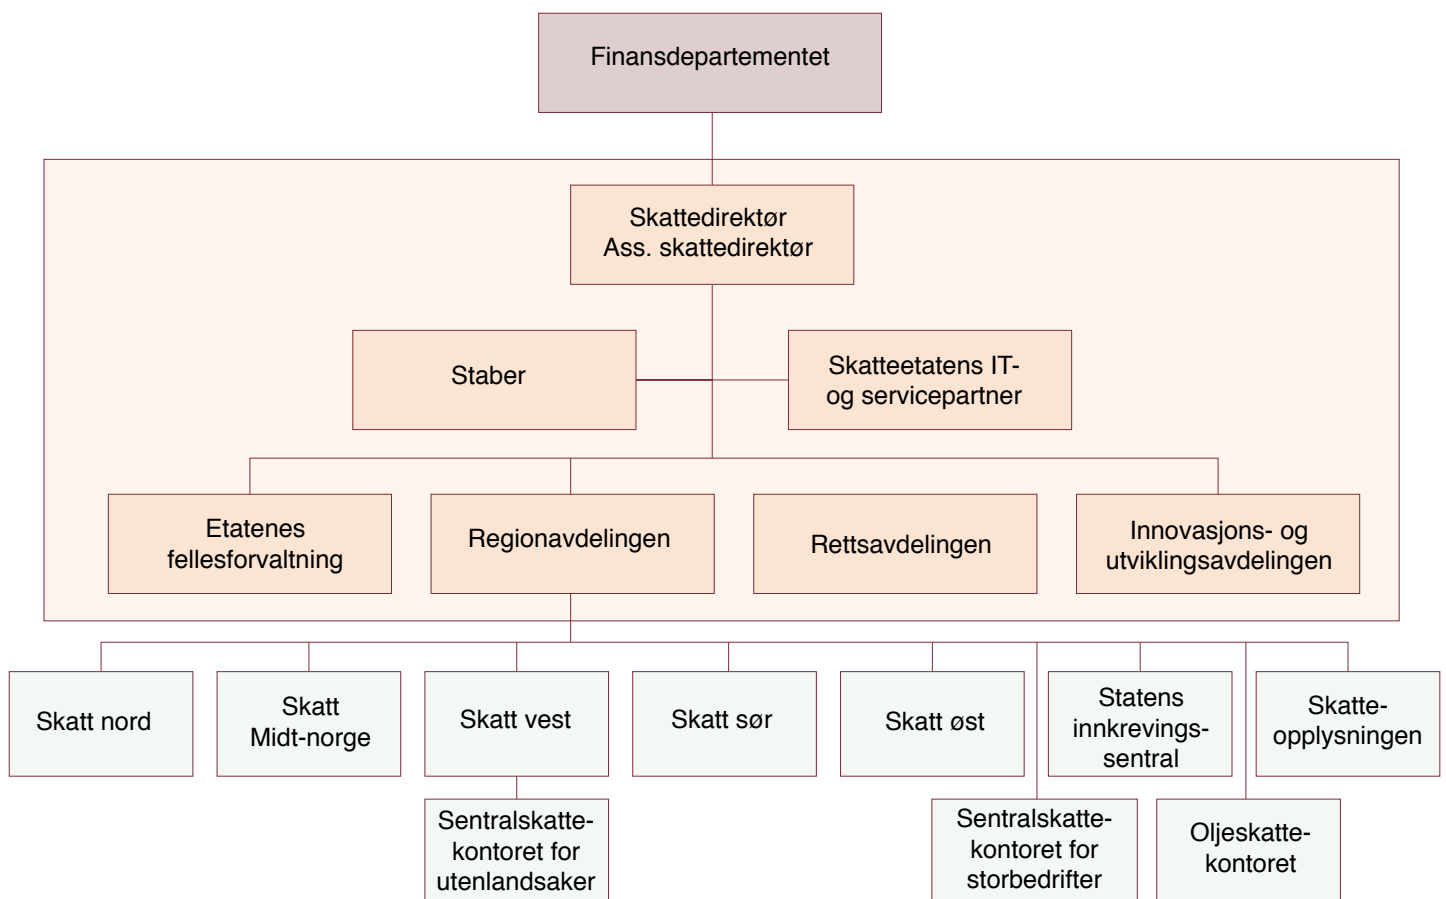 Finansdepartementet
Skattedirektør
Ass. skattedirektør
Staber
Skatteetatens IT-
og servicepartner
Etatenes
fellesforvaltning
Regionavdelingen
Rettsavdelingen
Innovasjons- og
utviklingsavdelingen
Skatt nord
Skatt
Midt-norge
Skatt vest
Skatt sør
Skatt øst
Statens
innkrevings-
sentral
Skatte-
opplysningen
Sentralskatte-
kontoret for
utenlandsaker
Sentralskatte-
kontoret for
storbedrifter
Oljeskatte-
kontoret